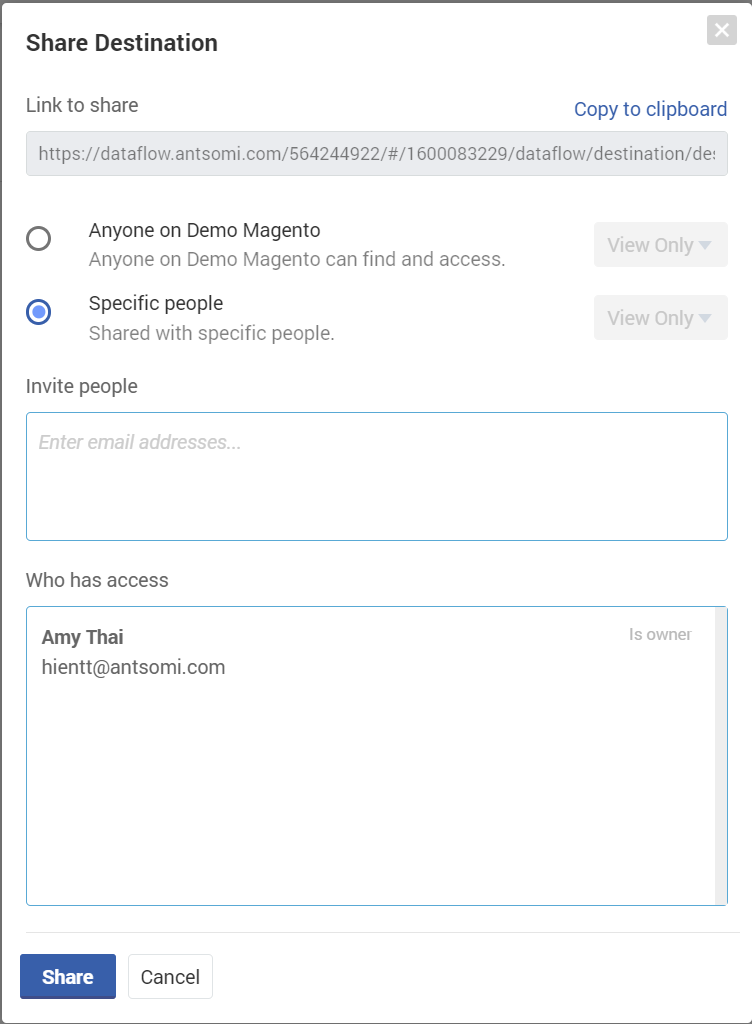 Share Destination
Link to share
Copy to clipboard
https://dataflow.antsomi.com/564244922/#/1600083229/dataflow/destination/des
Anyone on Demo Magento
View Only
Anyone on Demo Magento can find and access.
Specific people
View Only
Shared with specific people.
Invite people
Enter email addresses...
Who has access
Amy Thai
Is owner
hientt@antsomi.com
Share
Cancel